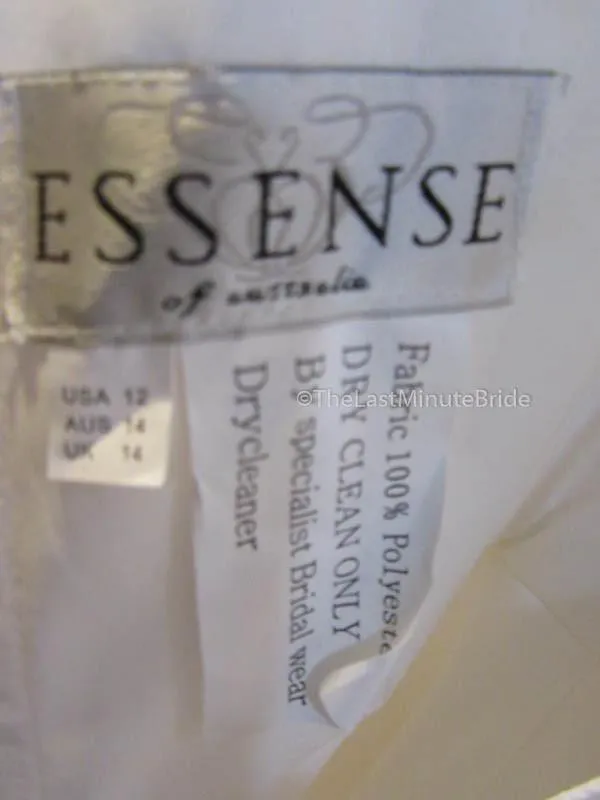 ESSENSE
of australia
USA 12
AUS 14
UK 14
Fabric 100% Polyeste
DRY CLEAN ONLY
By specialist Bridal wear
Drycleaner
©TheLastMinuteBride